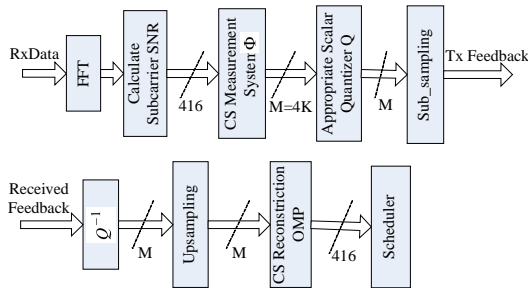 RxData
FFT
Calculate
Subcarrier SNR
416
CS Measurement
System Φ
M=4K
Appropriate Scalar
Quantizer Q
M
Sub_sampling
Tx Feedback
Received
Feedback
Q⁻¹
M
Upsampling
M
CS Reconstriction
OMP
416
Scheduler